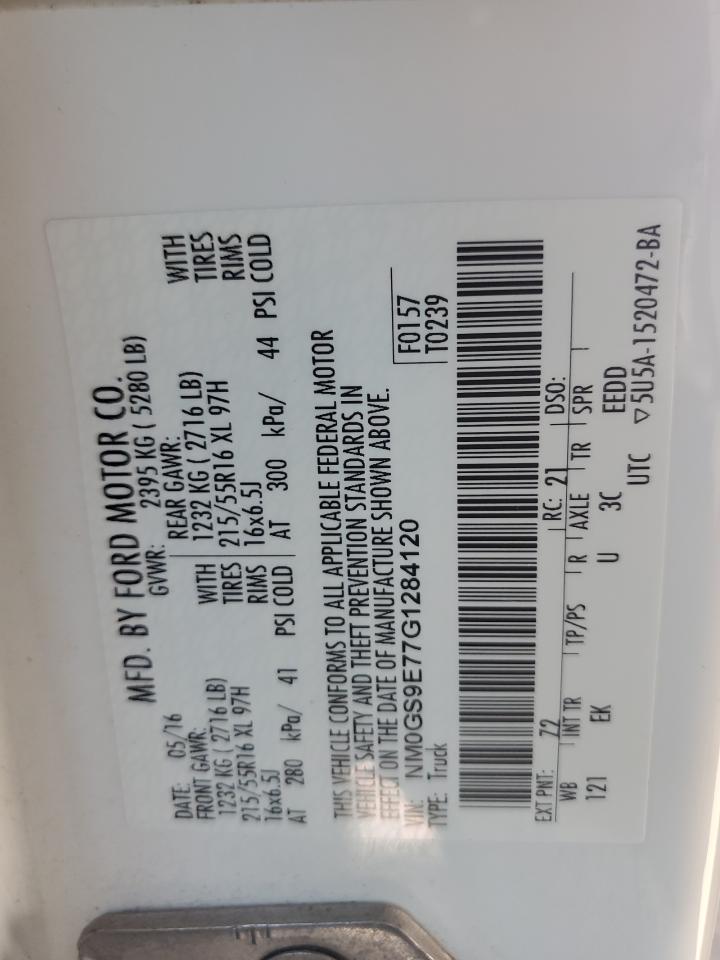 MFD. BY FORD MOTOR CO.
DATE: 05/16 GVWR: 2395 KG ( 5280 LB)
FRONT GAWR: REAR GAWR:
1232 KG ( 2716 LB) WITH 1232 KG ( 2716 LB) WITH
215/55R16 XL 97H TIRES 215/55R16 XL 97H TIRES
16x6.5J RIMS 16x6.5J RIMS
AT 280 kPa/ 41 PSI COLD AT 300 kPa/ 44 PSI COLD
THIS VEHICLE CONFORMS TO ALL APPLICABLE FEDERAL MOTOR
VEHICLE SAFETY AND THEFT PREVENTION STANDARDS IN
EFFECT ON THE DATE OF MANUFACTURE SHOWN ABOVE.
VIN: NM0GS9E77G1284120 F0157
TYPE: Truck T0239
EXT PNT: 72 RC: 21 DSO:
WB INT TR TP/PS R AXLE TR SPR
121 EK U 3C EEDD
UTC ▽5U5A-1520472-BA